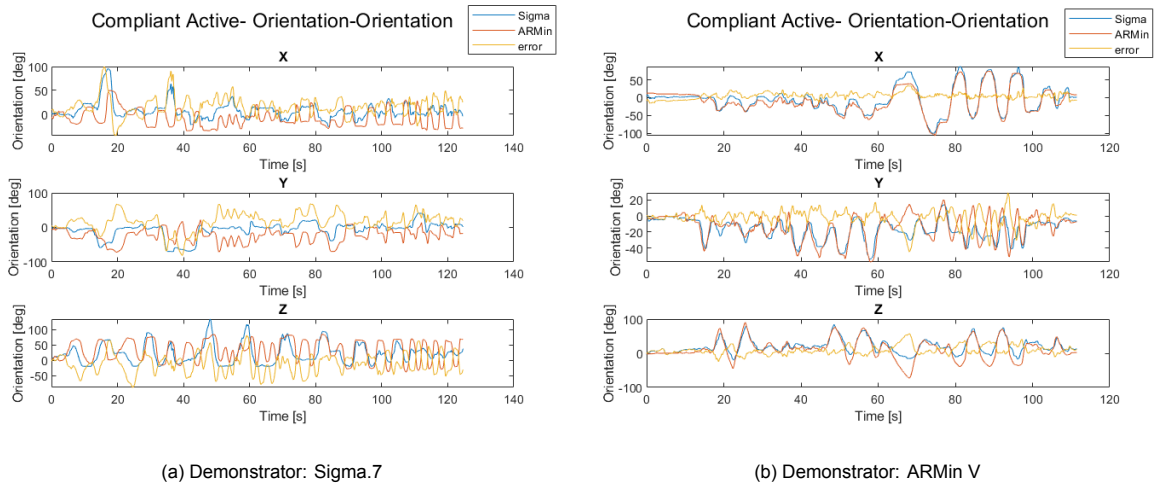 Compliant Active- Orientation-Orientation
Sigma
ARMin
error
X
Orientation [deg]
100
50
0
0
20
40
60
80
100
120
140
Time [s]
Y
Orientation [deg]
100
0
-100
0
20
40
60
80
100
120
140
Time [s]
Z
Orientation [deg]
100
50
0
-50
0
20
40
60
80
100
120
140
Time [s]
(a) Demonstrator: Sigma.7
Compliant Active- Orientation-Orientation
Sigma
ARMin
error
X
Orientation [deg]
50
0
-50
-100
0
20
40
60
80
100
120
Time [s]
Y
Orientation [deg]
20
0
-20
-40
0
20
40
60
80
100
120
Time [s]
Z
Orientation [deg]
100
0
-100
0
20
40
60
80
100
120
Time [s]
(b) Demonstrator: ARMin V